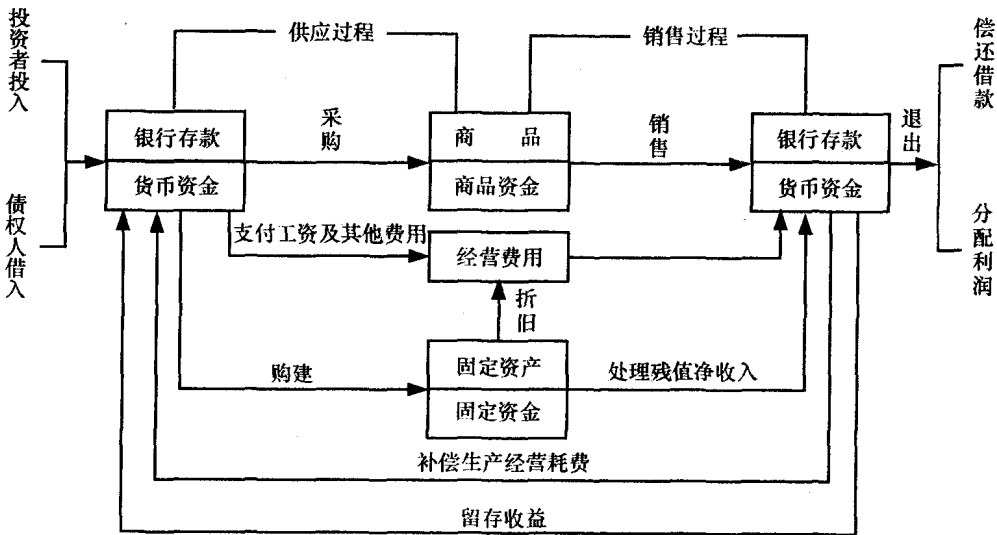 投资者投入
债权人借入
供应过程
销售过程
偿还借款
分配利润
银行存款
货币资金
采购
商 品
商品资金
销售
银行存款
货币资金
退出
支付工资及其他费用
经营费用
折旧
购建
固定资产
固定资金
处理残值净收入
补偿生产经营耗费
留存收益